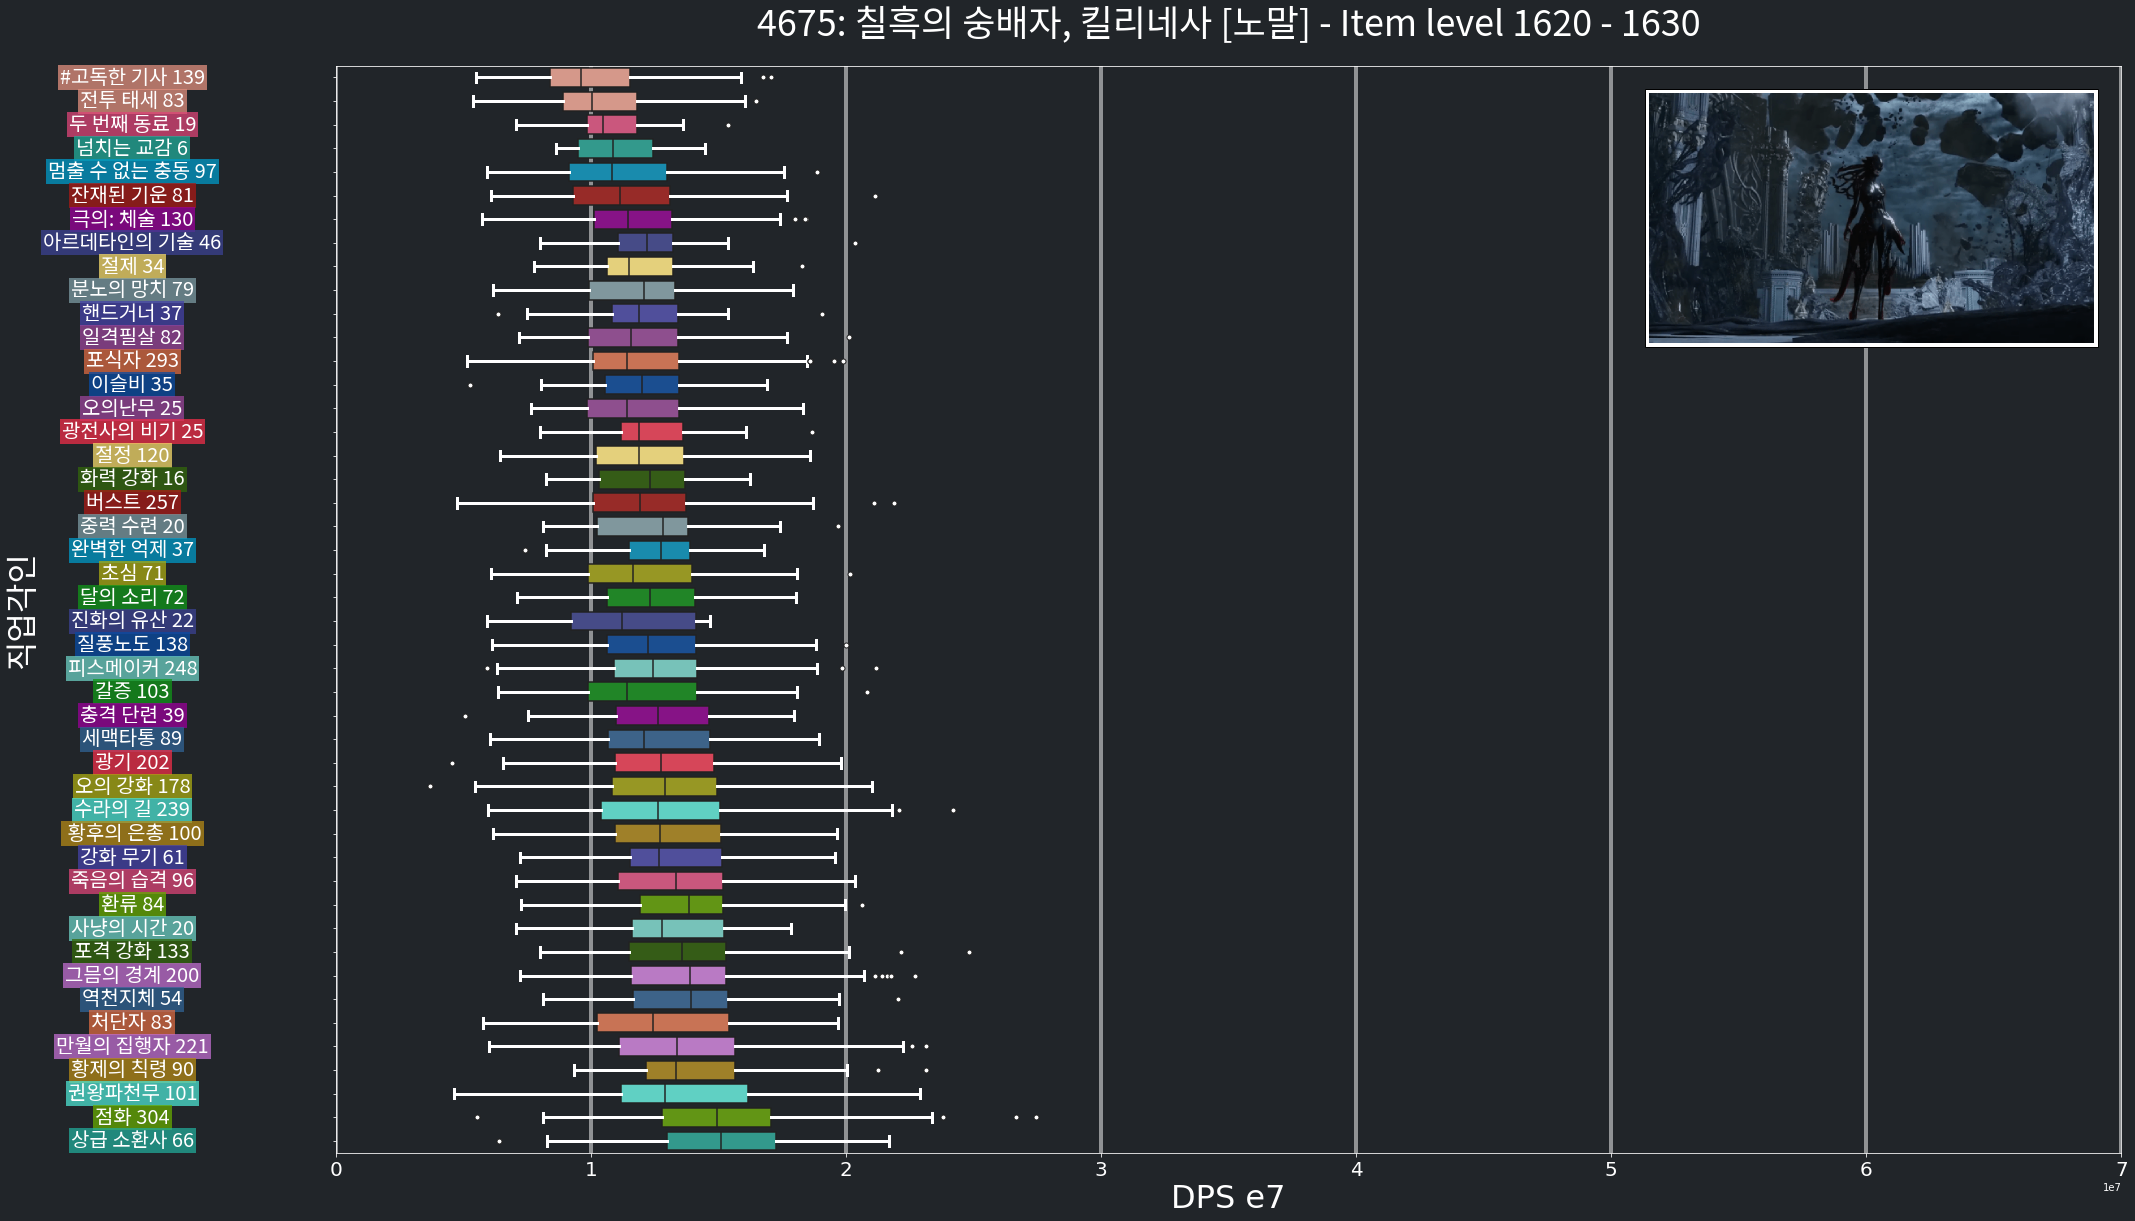 4675: 칠흑의 숭배자, 킬리네사 [노말] - Item level 1620 - 1630
#고독한 기사 139
전투 태세 83
두 번째 동료 19
넘치는 교감 6
멈출 수 없는 충동 97
잔재된 기운 81
극의: 체술 130
아르데타인의 기술 46
절제 34
분노의 망치 79
핸드거너 37
일격필살 82
포식자 293
이슬비 35
오의난무 25
광전사의 비기 25
절정 120
화력 강화 16
버스트 257
중력 수련 20
완벽한 억제 37
초심 71
달의 소리 72
진화의 유산 22
질풍노도 138
피스메이커 248
갈증 103
충격 단련 39
세맥타통 89
광기 202
오의 강화 178
수라의 길 239
황후의 은총 100
강화 무기 61
죽음의 습격 96
환류 84
사냥의 시간 20
포격 강화 133
그믐의 경계 200
역천지체 54
처단자 83
만월의 집행자 221
황제의 칙령 90
권왕파천무 101
점화 304
상급 소환사 66
직업각인
0 1 2 3 4 5 6 7
1e7
DPS e7